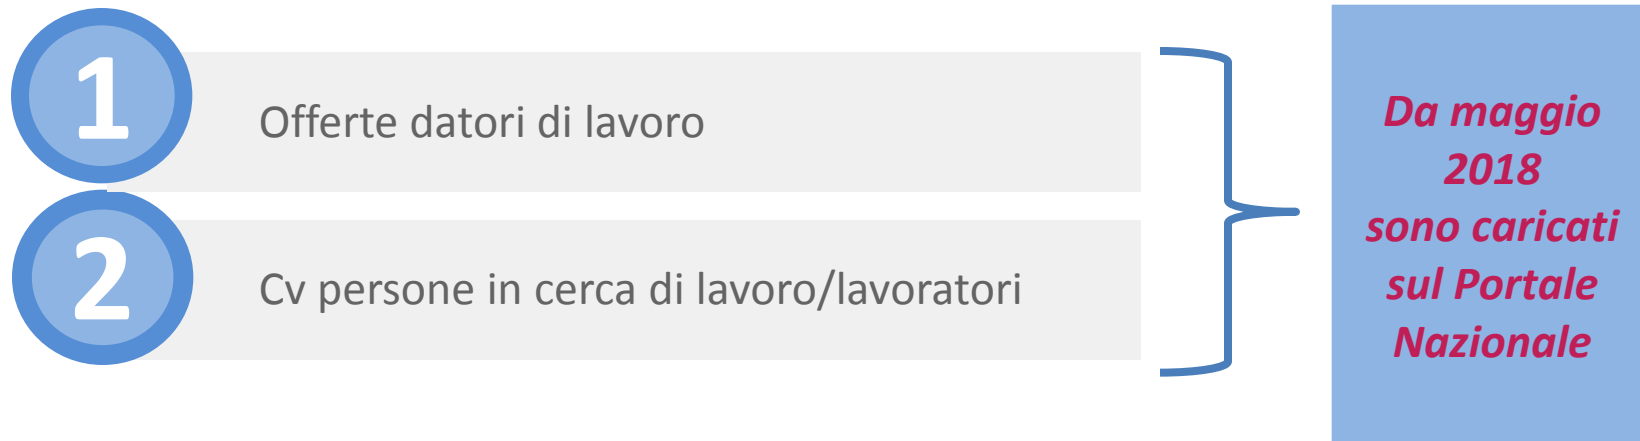 1
Offerte datori di lavoro
2
Cv persone in cerca di lavoro/lavoratori
Da maggio
2018
sono caricati
sul Portale
Nazionale